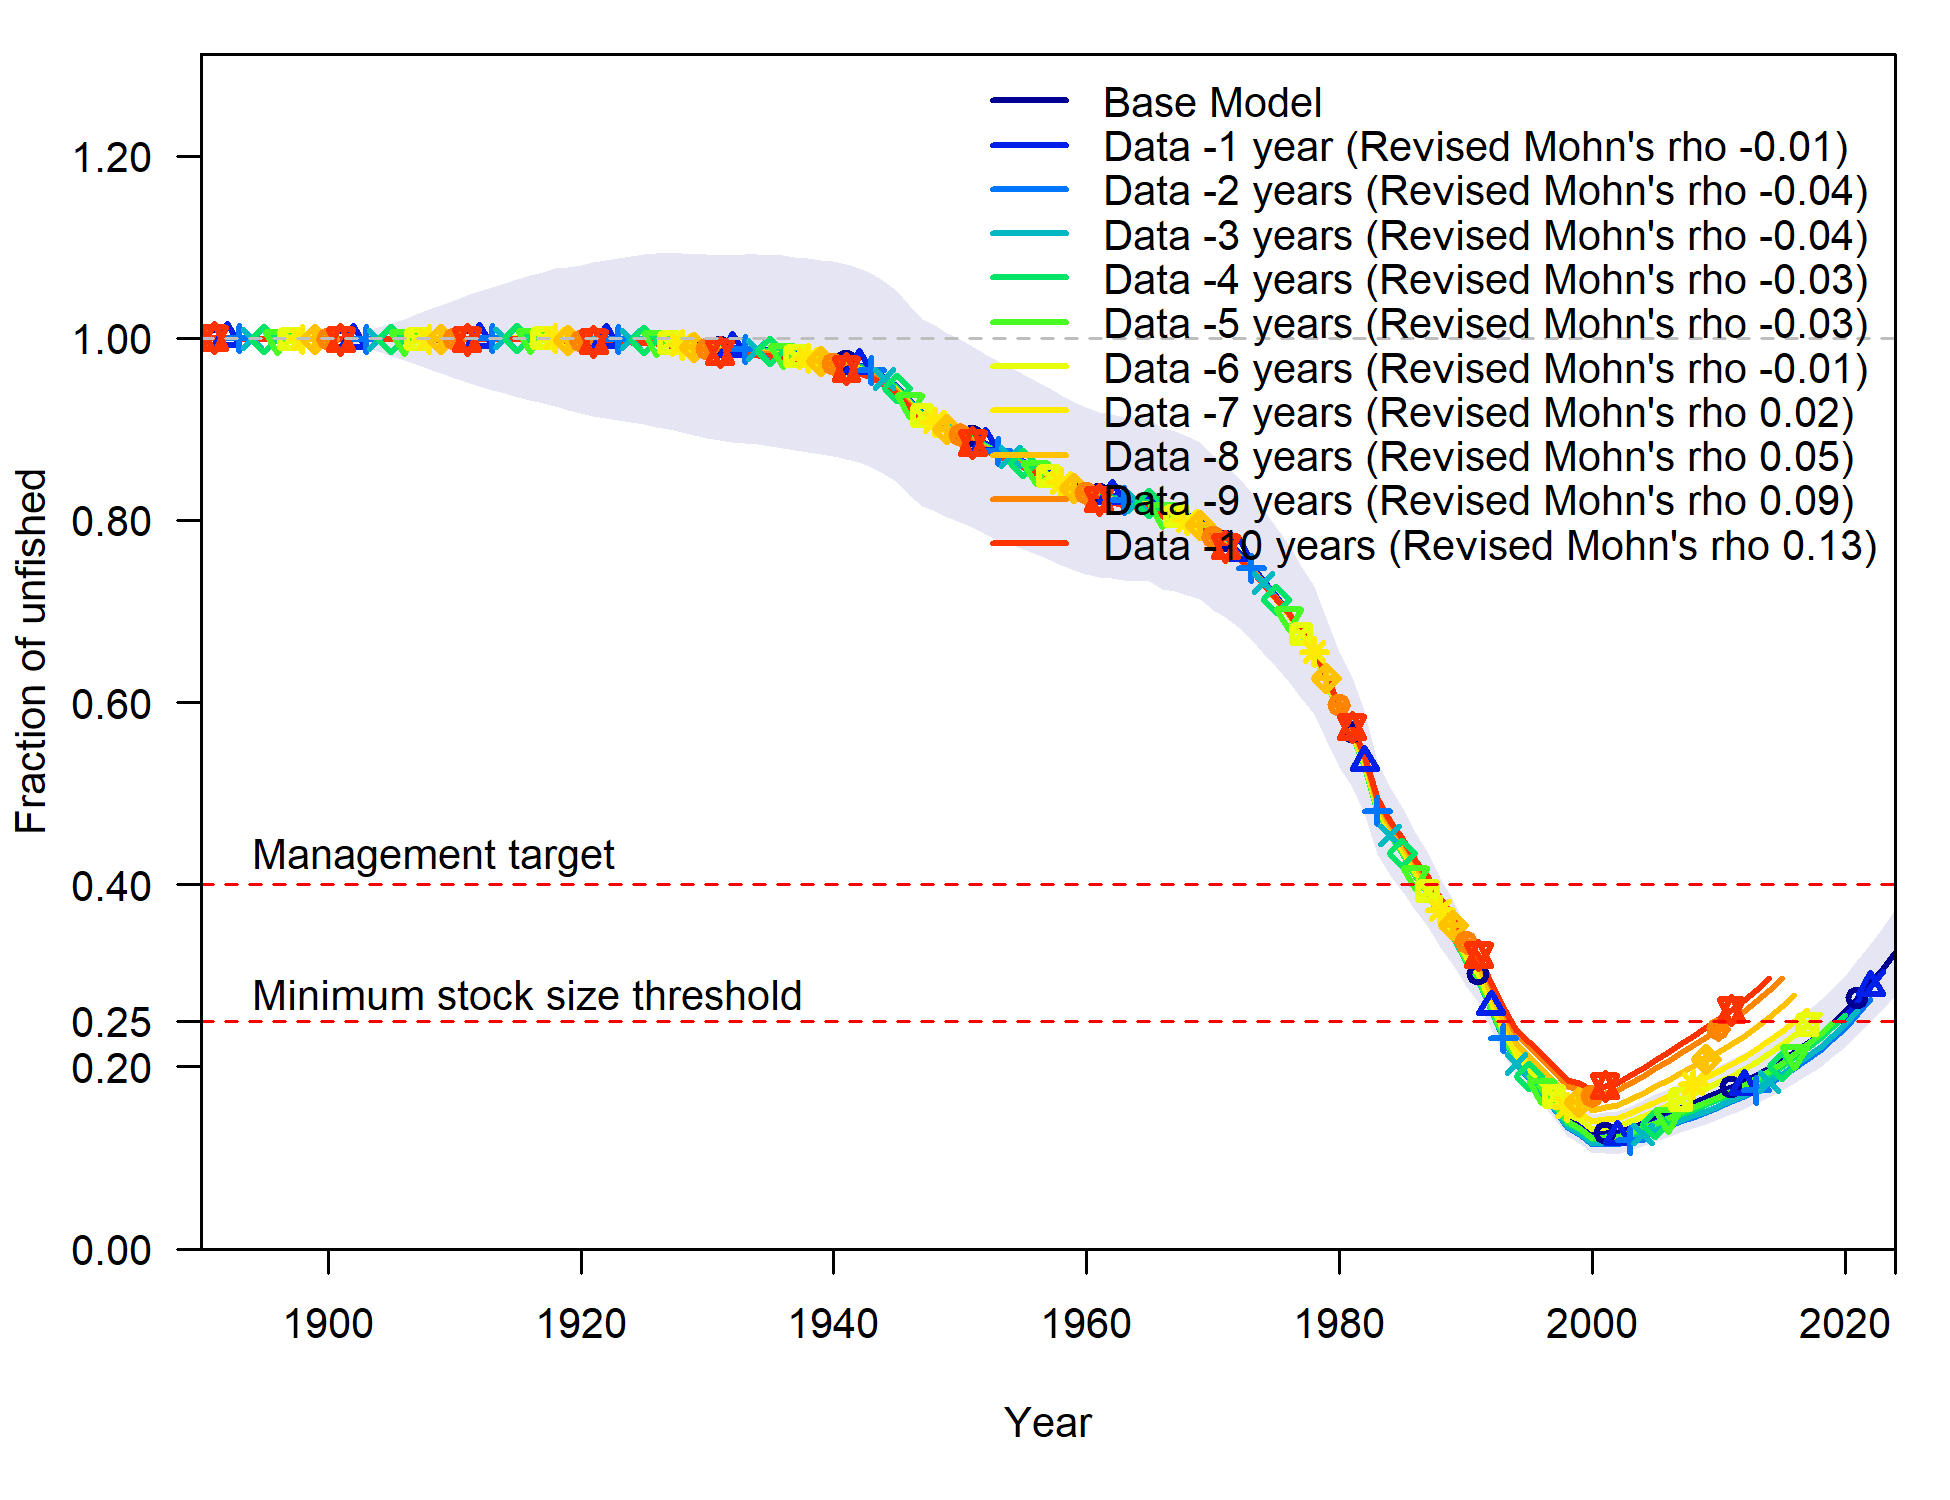 Base Model
Data -1 year (Revised Mohn's rho -0.01)
Data -2 years (Revised Mohn's rho -0.04)
Data -3 years (Revised Mohn's rho -0.04)
Data -4 years (Revised Mohn's rho -0.03)
Data -5 years (Revised Mohn's rho -0.03)
Data -6 years (Revised Mohn's rho -0.01)
Data -7 years (Revised Mohn's rho 0.02)
Data -8 years (Revised Mohn's rho 0.05)
Data -9 years (Revised Mohn's rho 0.09)
Data -10 years (Revised Mohn's rho 0.13)
1.20
1.00
0.80
0.60
0.40
0.25
0.20
0.00
Fraction of unfished
Management target
Minimum stock size threshold
1900
1920
1940
1960
1980
2000
2020
Year